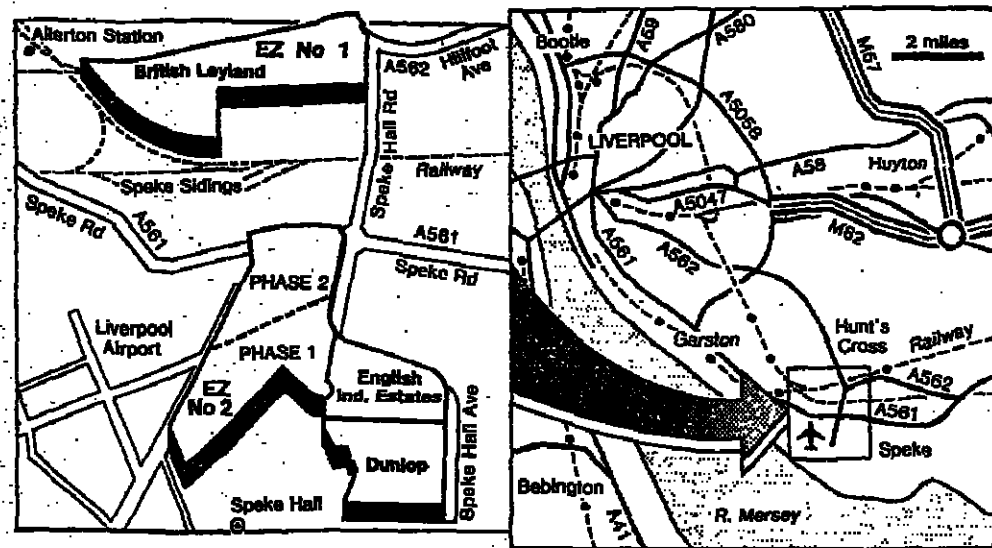 Allerton Station
EZ No 1
British Leyland
A562
Hillfoot
Ave
Speke Hall Rd
Railway
Speke Sidings
Speke Rd
A561
A561
Speke Rd
PHASE 2
Liverpool
Airport
PHASE 1
EZ
No 2
English
Ind. Estates
Dunlop
Speke Hall Ave
Speke Hall
Bootle
A59
A580
M57
2 miles
A5058
LIVERPOOL
A58
Huyton
A5047
M62
A561
A562
Garston
Hunt's
Cross
Railway
A562
A561
Speke
Bebington
A41
R. Mersey